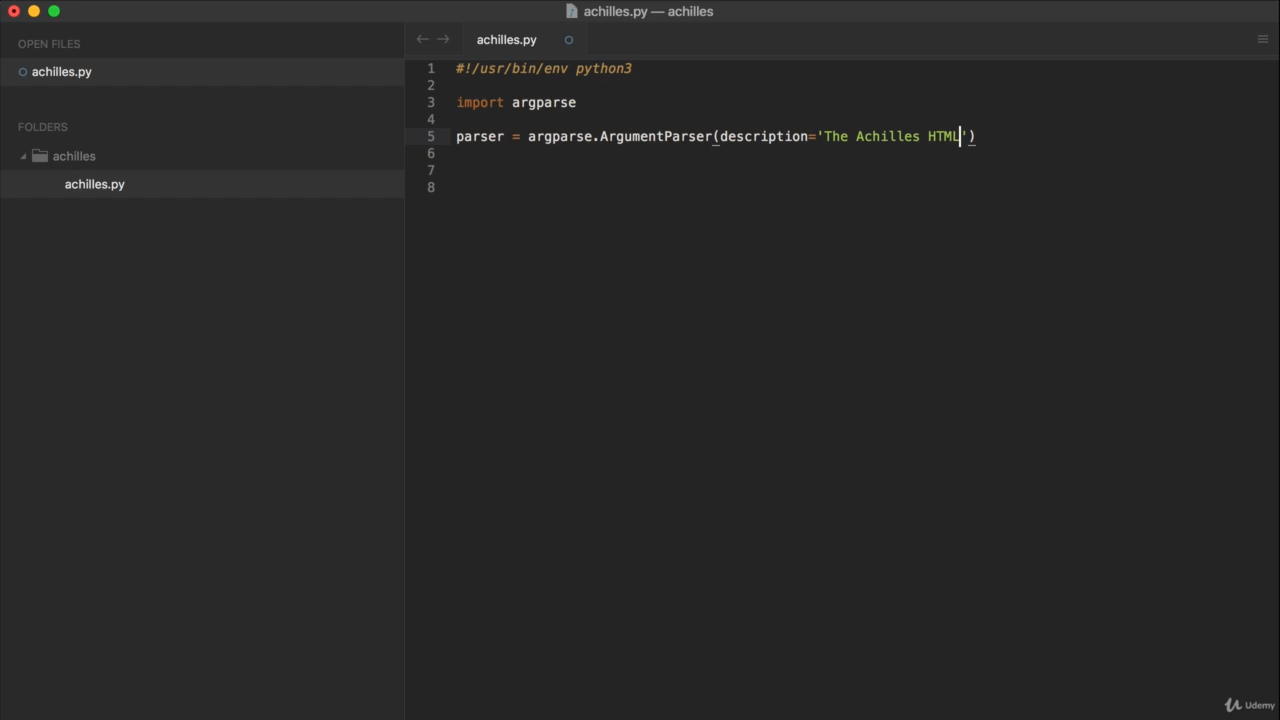 achilles.py — achilles
OPEN FILES
achilles.py
FOLDERS
achilles
achilles.py
achilles.py
1 #!/usr/bin/env python3
2
3 import argparse
4
5 parser = argparse.ArgumentParser(description='The Achilles HTML')
6
7
8
Udemy